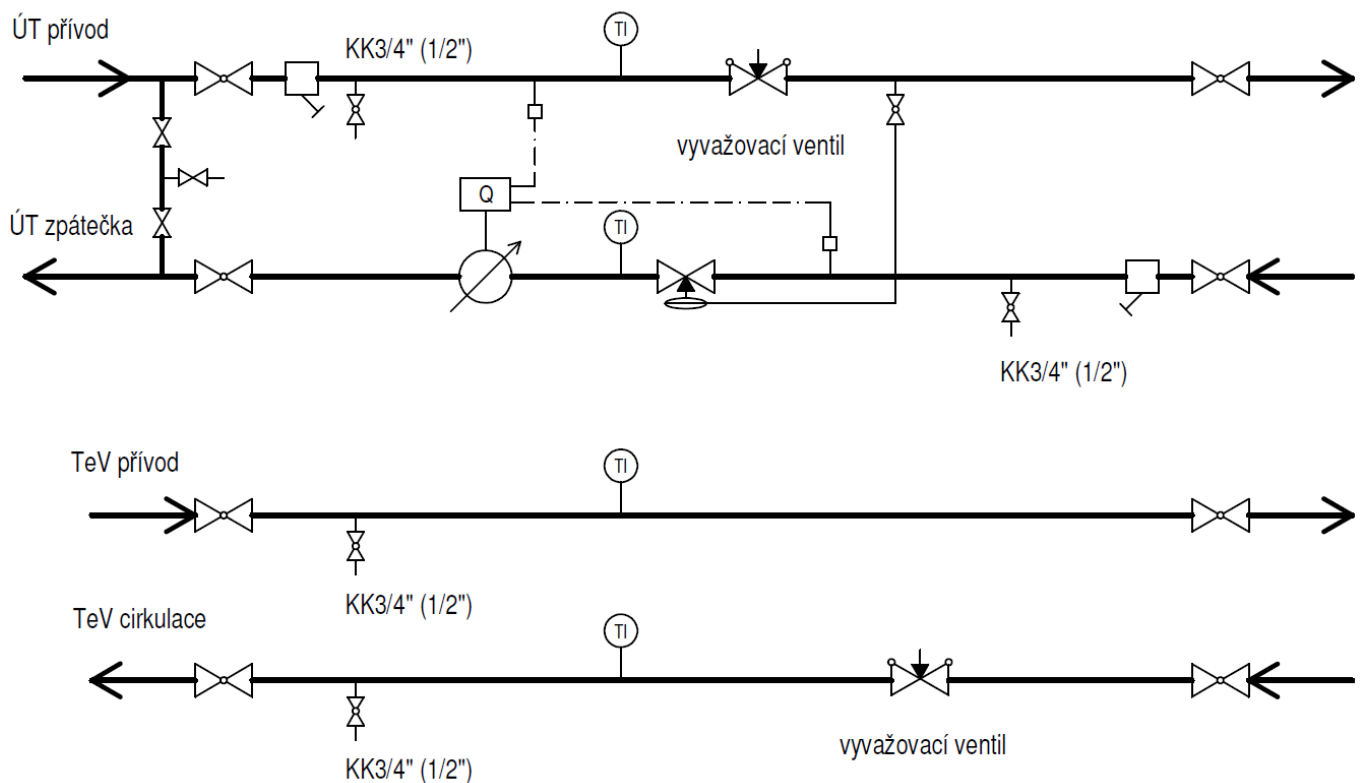 ÚT přívod
KK3/4" (1/2")
TI
vyvažovací ventil
Q
ÚT zpátečka
TI
KK3/4" (1/2")
TeV přívod
TI
KK3/4" (1/2")
TeV cirkulace
TI
vyvažovací ventil
KK3/4" (1/2")